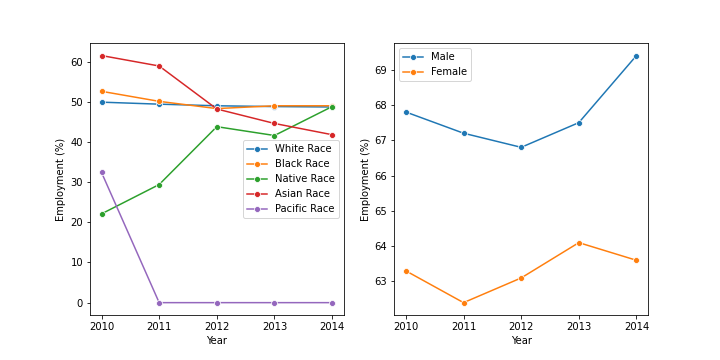 60
50
40
30
20
10
0
Employment (%)
2010 2011 2012 2013 2014
Year
White Race
Black Race
Native Race
Asian Race
Pacific Race
69
68
67
66
65
64
63
Employment (%)
2010 2011 2012 2013 2014
Year
Male
Female